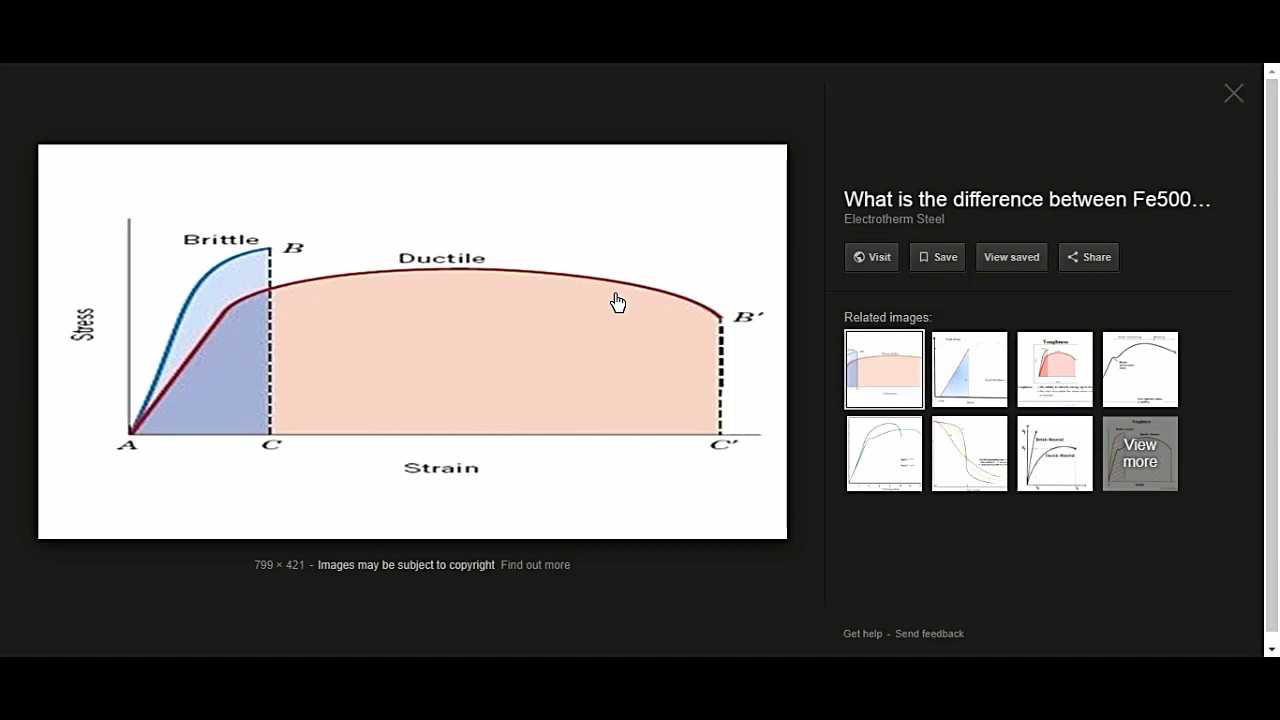 Brittle
B
Ductile
Stress
B′
A
C
C′
Strain
799 × 421 - Images may be subject to copyright Find out more
What is the difference between Fe500...
Electrotherm Steel
Visit
Save
View saved
Share
Related images:
Toughness
View
more
Get help - Send feedback